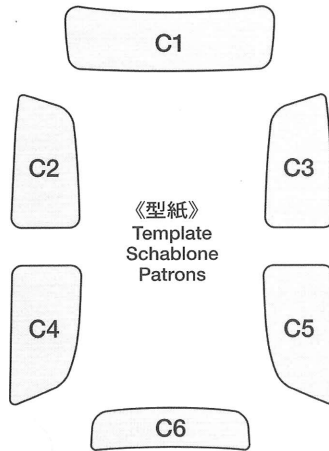 C1
C2
C3
《型紙》
Template
Schablone
Patrons
C4
C5
C6